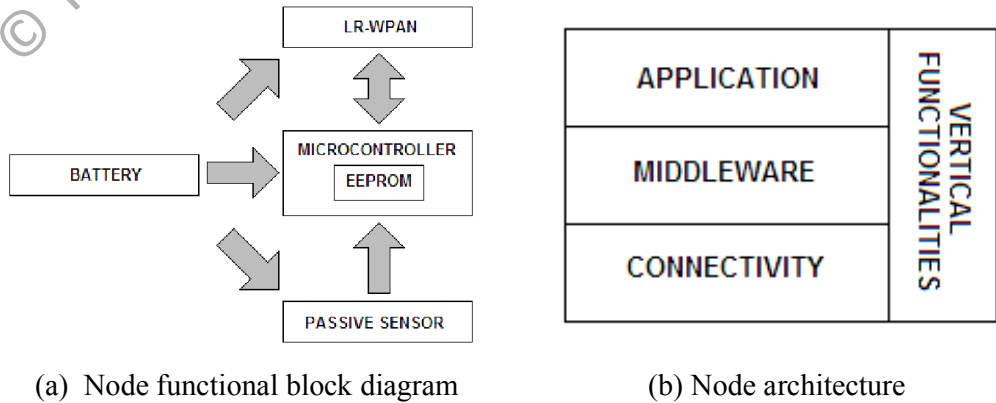 ©
LR-WPAN
MICROCONTROLLER
EEPROM
BATTERY
PASSIVE SENSOR
APPLICATION
MIDDLEWARE
CONNECTIVITY
VERTICAL
FUNCTIONALITIES
(a) Node functional block diagram
(b) Node architecture